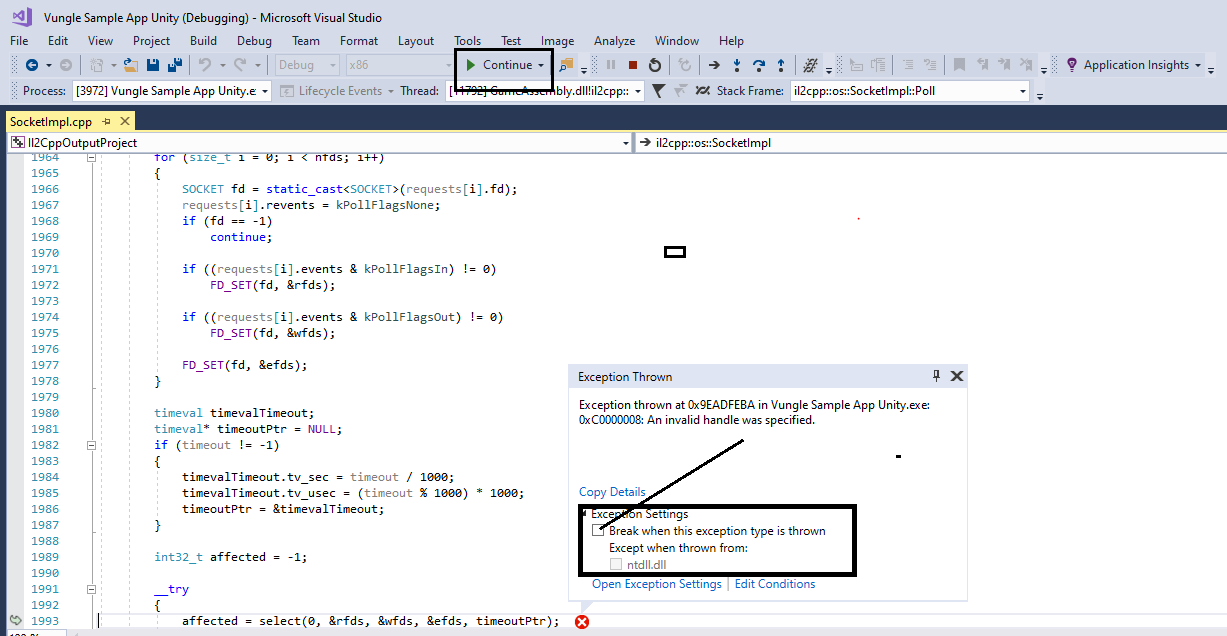 Vungle Sample App Unity (Debugging) - Microsoft Visual Studio
File Edit View Project Build Debug Team Format Layout Tools Test Image Analyze Window Help
Debug x86 Continue Application Insights
Process: [3972] Vungle Sample App Unity.e: Lifecycle Events Thread: [11792] GameAssembly.dll!il2cpp:: Stack Frame: il2cpp::os::SocketImpl::Poll
SocketImpl.cpp
Il2CppOutputProject il2cpp::os::SocketImpl
1964 for (size_t i = 0; i < nfds; i++)
1965 {
1966 SOCKET fd = static_cast<SOCKET>(requests[i].fd);
1967 requests[i].revents = kPollFlagsNone;
1968 if (fd == -1)
1969 continue;
1970
1971 if ((requests[i].events & kPollFlagsIn) != 0)
1972 FD_SET(fd, &rfds);
1973
1974 if ((requests[i].events & kPollFlagsOut) != 0)
1975 FD_SET(fd, &wfds);
1976
1977 FD_SET(fd, &efds);
1978 }
1979
1980 timeval timevalTimeout;
1981 timeval* timeoutPtr = NULL;
1982 if (timeout != -1)
1983 {
1984 timevalTimeout.tv_sec = timeout / 1000;
1985 timevalTimeout.tv_usec = (timeout % 1000) * 1000;
1986 timeoutPtr = &timevalTimeout;
1987 }
1988
1989 int32_t affected = -1;
1990
1991 __try
1992 {
1993 affected = select(0, &rfds, &wfds, &efds, timeoutPtr);
Exception Thrown
Exception thrown at 0x9EADFEBA in Vungle Sample App Unity.exe:
0xC0000008: An invalid handle was specified.
Copy Details
Exception Settings
Break when this exception type is thrown
Except when thrown from:
ntdll.dll
Open Exception Settings | Edit Conditions